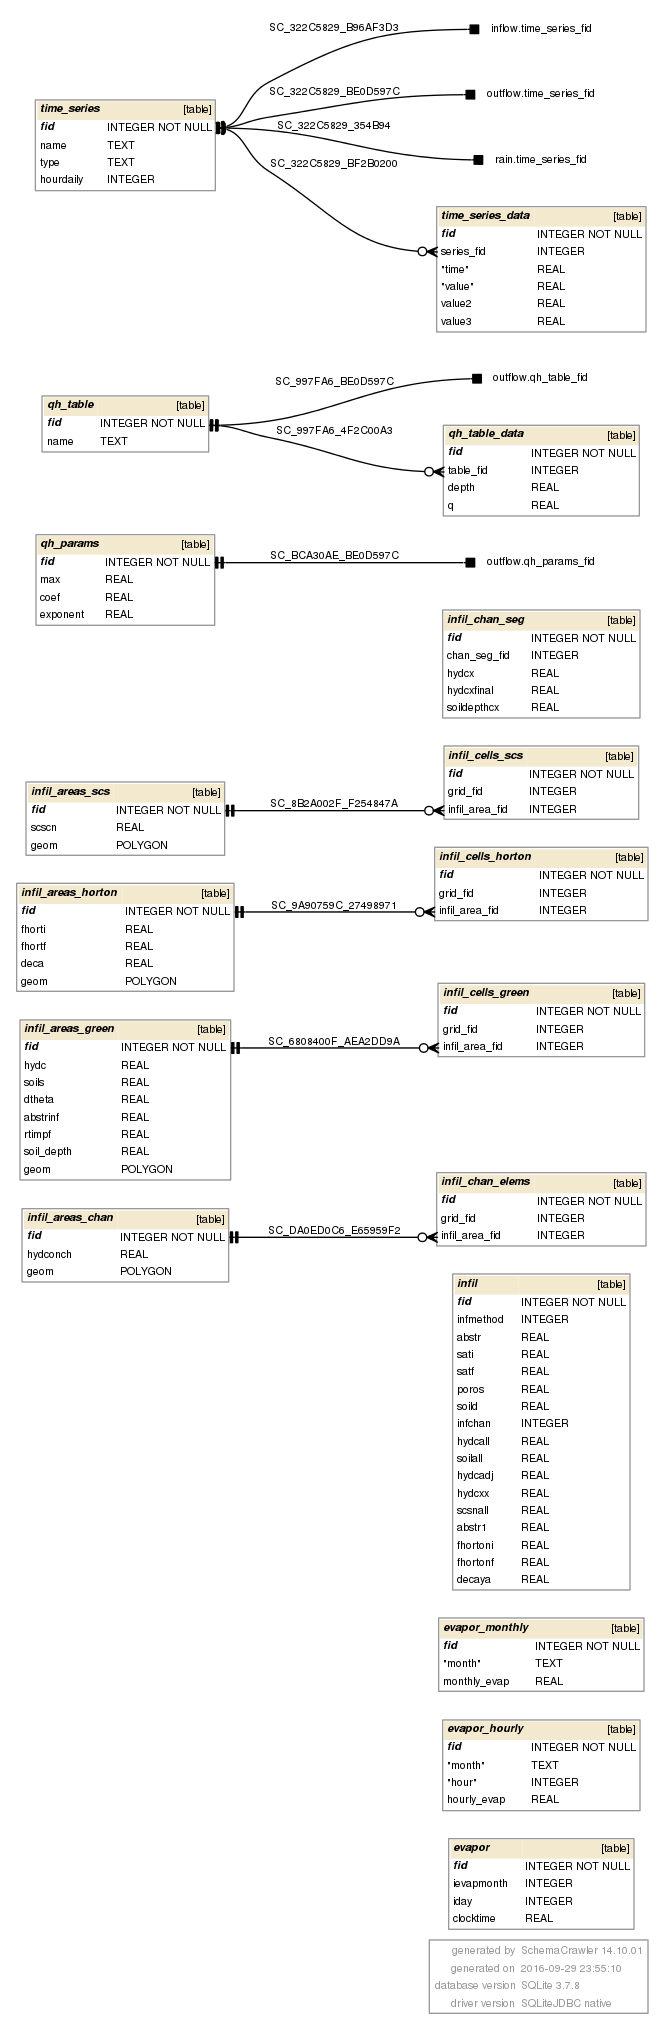 SC_322C5829_B96AF3D3
inflow.time_series_fid
SC_322C5829_BE0D597C
outflow.time_series_fid
SC_322C5829_354B94
rain.time_series_fid
SC_322C5829_BF2B0200
time_series [table]
fid INTEGER NOT NULL
name TEXT
type TEXT
hourdaily INTEGER
time_series_data [table]
fid INTEGER NOT NULL
series_fid INTEGER
"time" REAL
"value" REAL
value2 REAL
value3 REAL
SC_997FA6_BE0D597C
outflow.qh_table_fid
SC_997FA6_4F2C00A3
qh_table [table]
fid INTEGER NOT NULL
name TEXT
qh_table_data [table]
fid INTEGER NOT NULL
table_fid INTEGER
depth REAL
q REAL
qh_params [table]
fid INTEGER NOT NULL
max REAL
coef REAL
exponent REAL
SC_BCA30AE_BE0D597C
outflow.qh_params_fid
infil_chan_seg [table]
fid INTEGER NOT NULL
chan_seg_fid INTEGER
hydcx REAL
hydcxfinal REAL
soildepthcx REAL
infil_areas_scs [table]
fid INTEGER NOT NULL
scscn REAL
geom POLYGON
SC_8B2A002F_F254847A
infil_cells_scs [table]
fid INTEGER NOT NULL
grid_fid INTEGER
infil_area_fid INTEGER
infil_areas_horton [table]
fid INTEGER NOT NULL
fhorti REAL
fhortf REAL
deca REAL
geom POLYGON
SC_9A90759C_27498971
infil_cells_horton [table]
fid INTEGER NOT NULL
grid_fid INTEGER
infil_area_fid INTEGER
infil_areas_green [table]
fid INTEGER NOT NULL
hydc REAL
soils REAL
dtheta REAL
abstrinf REAL
rtimpf REAL
soil_depth REAL
geom POLYGON
SC_6808400F_AEA2DD9A
infil_cells_green [table]
fid INTEGER NOT NULL
grid_fid INTEGER
infil_area_fid INTEGER
infil_areas_chan [table]
fid INTEGER NOT NULL
hydconch REAL
geom POLYGON
SC_DA0ED0C6_E65959F2
infil_chan_elems [table]
fid INTEGER NOT NULL
grid_fid INTEGER
infil_area_fid INTEGER
infil [table]
fid INTEGER NOT NULL
infmethod INTEGER
abstr REAL
sati REAL
satf REAL
poros REAL
soild REAL
infchan INTEGER
hydcall REAL
soilall REAL
hydcadj REAL
hydcxx REAL
scsnall REAL
abstr1 REAL
fhortoni REAL
fhortonf REAL
decaya REAL
evapor_monthly [table]
fid INTEGER NOT NULL
"month" TEXT
monthly_evap REAL
evapor_hourly [table]
fid INTEGER NOT NULL
"month" TEXT
"hour" INTEGER
hourly_evap REAL
evapor [table]
fid INTEGER NOT NULL
ievapmonth INTEGER
iday INTEGER
clocktime REAL
generated by SchemaCrawler 14.10.01
generated on 2016-09-29 23:55:10
database version SQLite 3.7.8
driver version SQLiteJDBC native